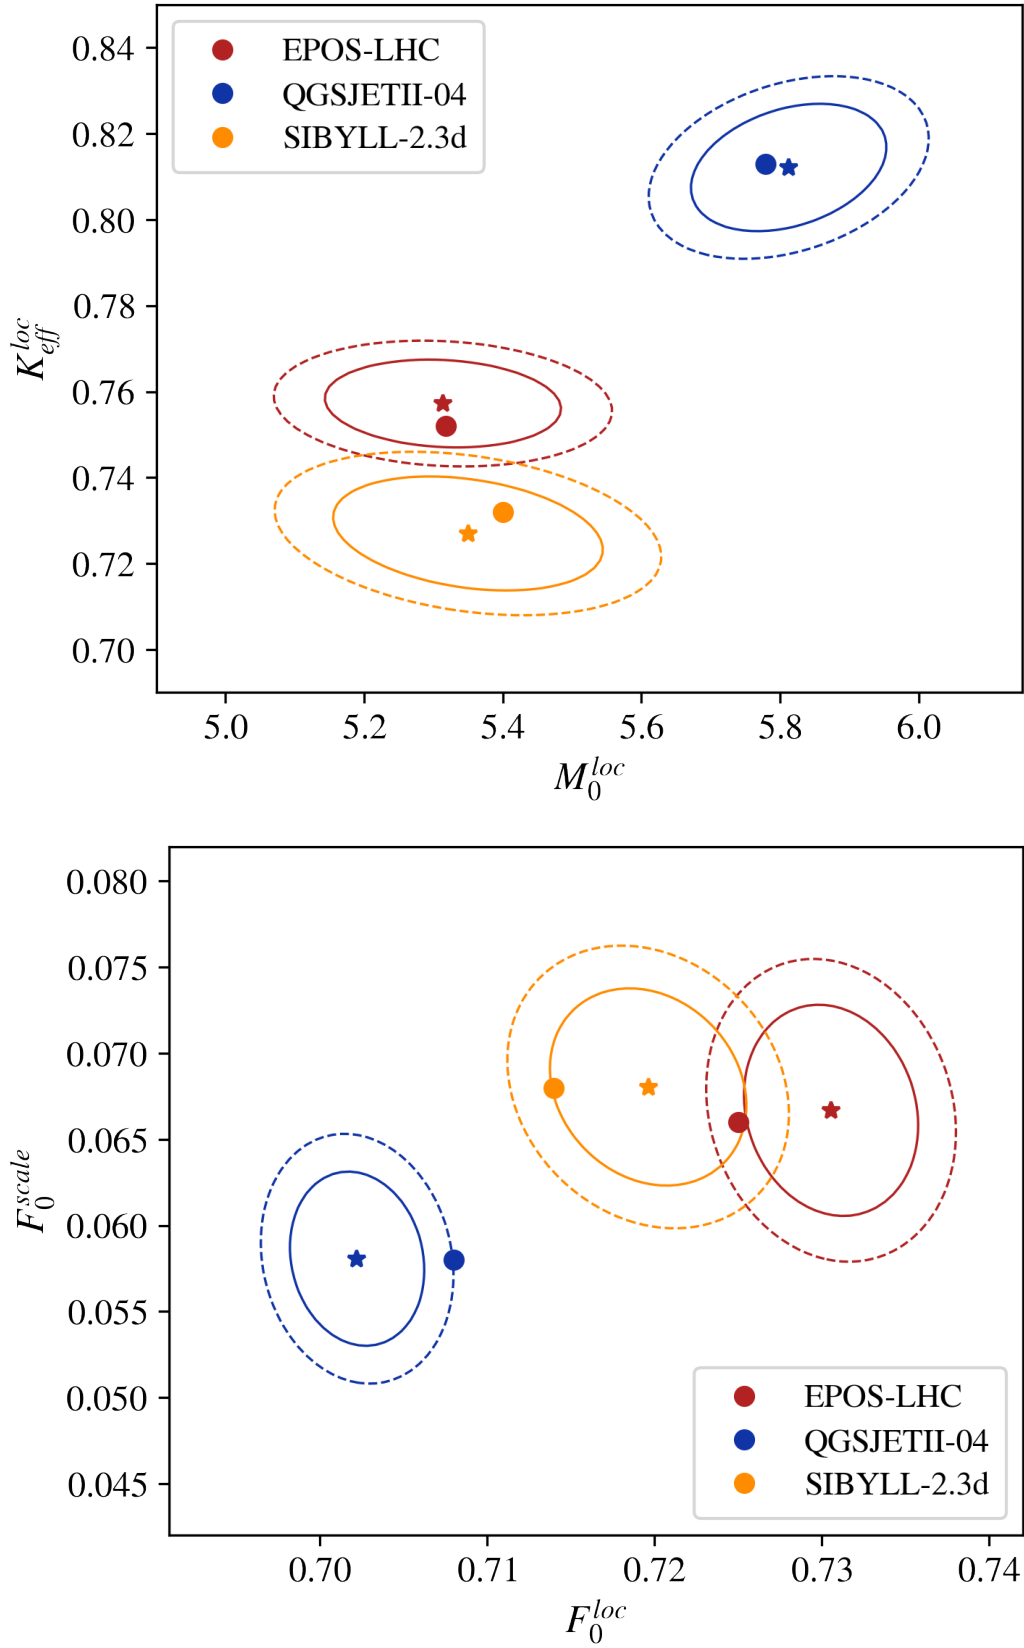 0.84
0.82
0.80
0.78
0.76
0.74
0.72
0.70
K_{eff}^{loc}
EPOS-LHC
QGSJETII-04
SIBYLL-2.3d
5.0 5.2 5.4 5.6 5.8 6.0
M_0^{loc}
0.080
0.075
0.070
0.065
0.060
0.055
0.050
0.045
F_0^{scale}
EPOS-LHC
QGSJETII-04
SIBYLL-2.3d
0.70 0.71 0.72 0.73 0.74
F_0^{loc}